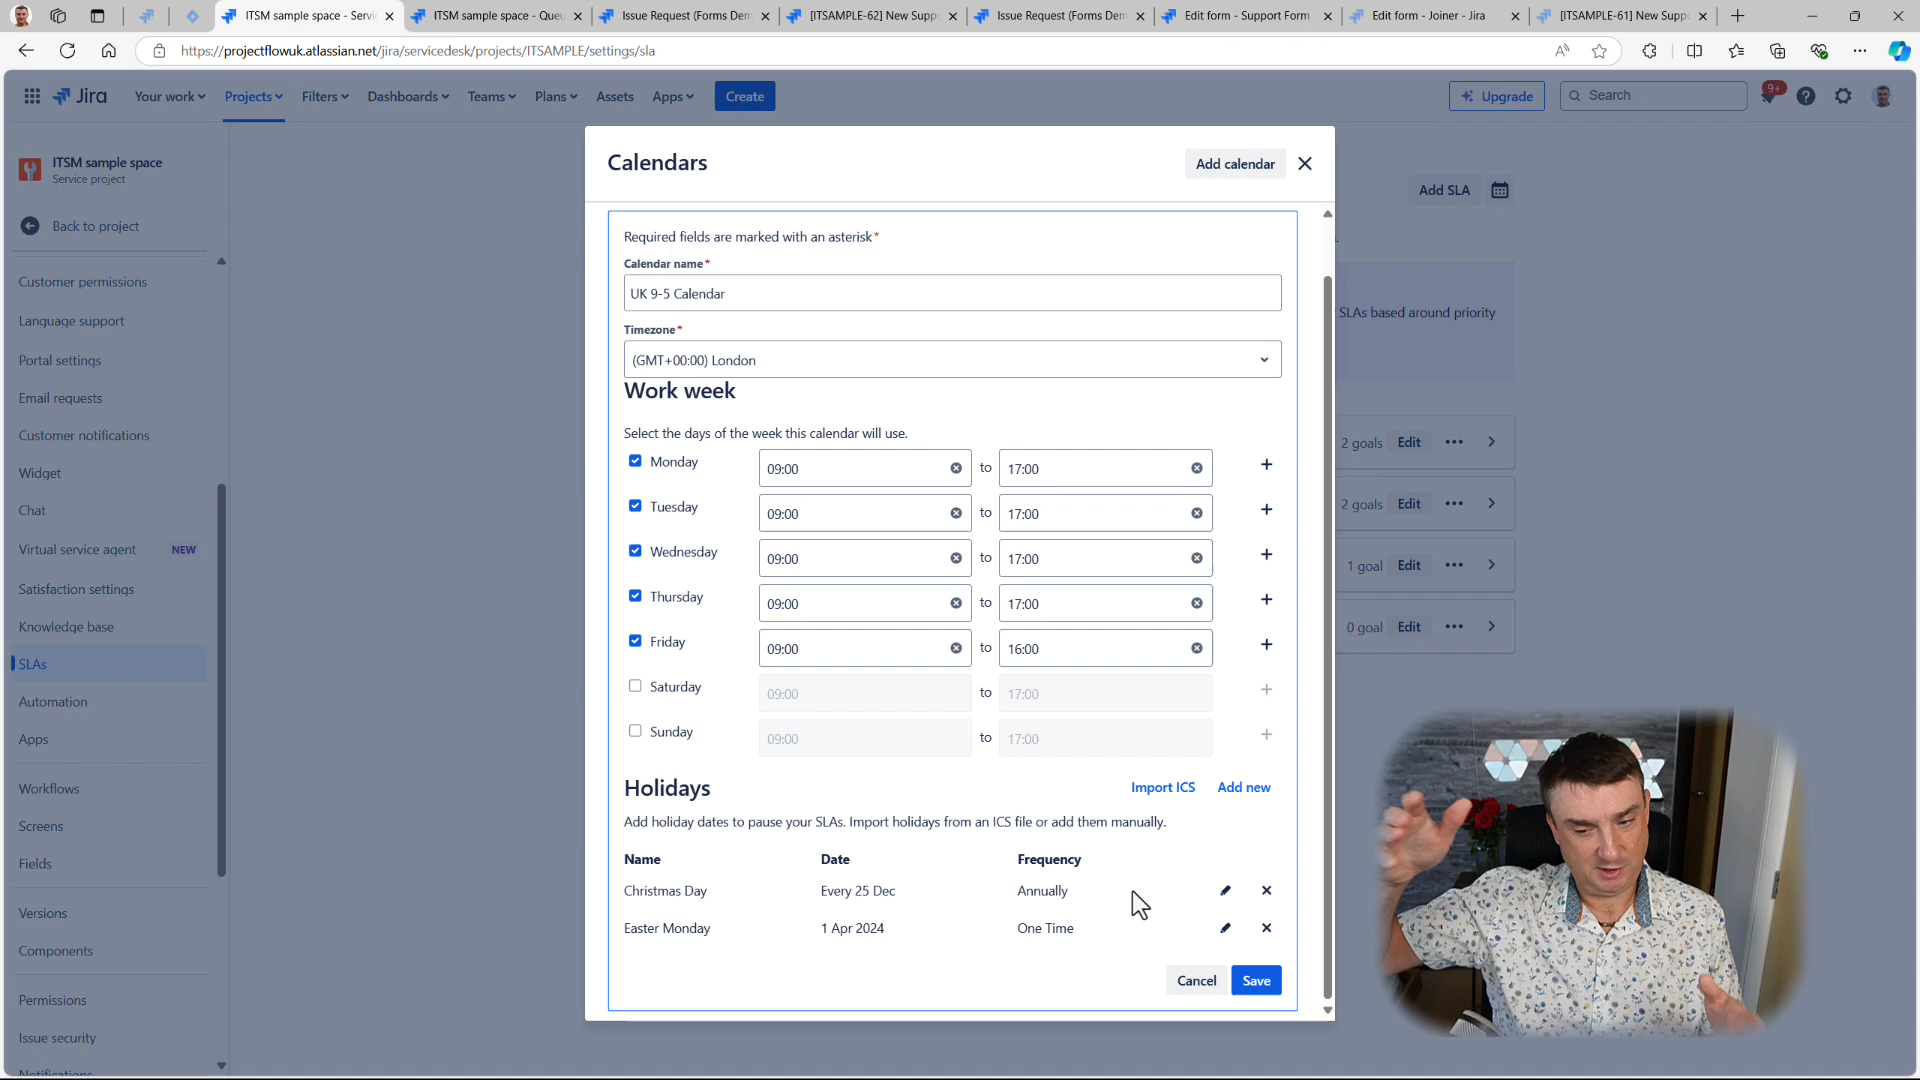 ITSM sample space - Servic
ITSM sample space - Queu
Issue Request (Forms Dem
[ITSAMPLE-62] New Suppo
Issue Request (Forms Dem
Edit form - Support Form
Edit form - Joiner - Jira
[ITSAMPLE-61] New Suppo
https://projectflowuk.atlassian.net/jira/servicedesk/projects/ITSAMPLE/settings/sla
Jira
Your work
Projects
Filters
Dashboards
Teams
Plans
Assets
Apps
Create
Upgrade
Search
9+
ITSM sample space
Service project
Back to project
Customer permissions
Language support
Portal settings
Email requests
Customer notifications
Widget
Chat
Virtual service agent NEW
Satisfaction settings
Knowledge base
SLAs
Automation
Apps
Workflows
Screens
Fields
Versions
Components
Permissions
Issue security
Notifications
Calendars
Add calendar
Required fields are marked with an asterisk*
Calendar name*
UK 9-5 Calendar
Timezone*
(GMT+00:00) London
Work week
Select the days of the week this calendar will use.
Monday 09:00 to 17:00
Tuesday 09:00 to 17:00
Wednesday 09:00 to 17:00
Thursday 09:00 to 17:00
Friday 09:00 to 16:00
Saturday 09:00 to 17:00
Sunday 09:00 to 17:00
Holidays
Import ICS Add new
Add holiday dates to pause your SLAs. Import holidays from an ICS file or add them manually.
Name Date Frequency
Christmas Day Every 25 Dec Annually
Easter Monday 1 Apr 2024 One Time
Cancel Save
Add SLA
SLAs based around priority
2 goals Edit
2 goals Edit
1 goal Edit
0 goal Edit